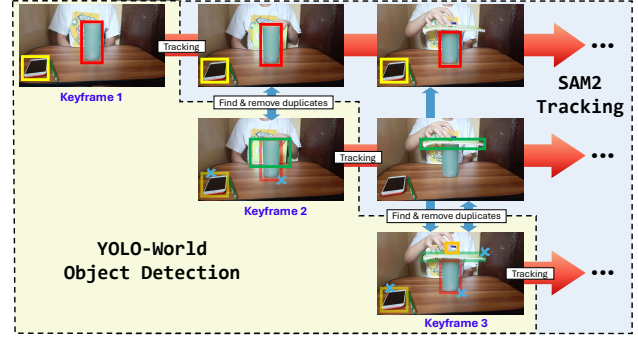 Tracking
Keyframe 1
SAM2
Tracking
Find & remove duplicates
Tracking
Keyframe 2
Find & remove duplicates
YOLO-World
Object Detection
Tracking
Keyframe 3